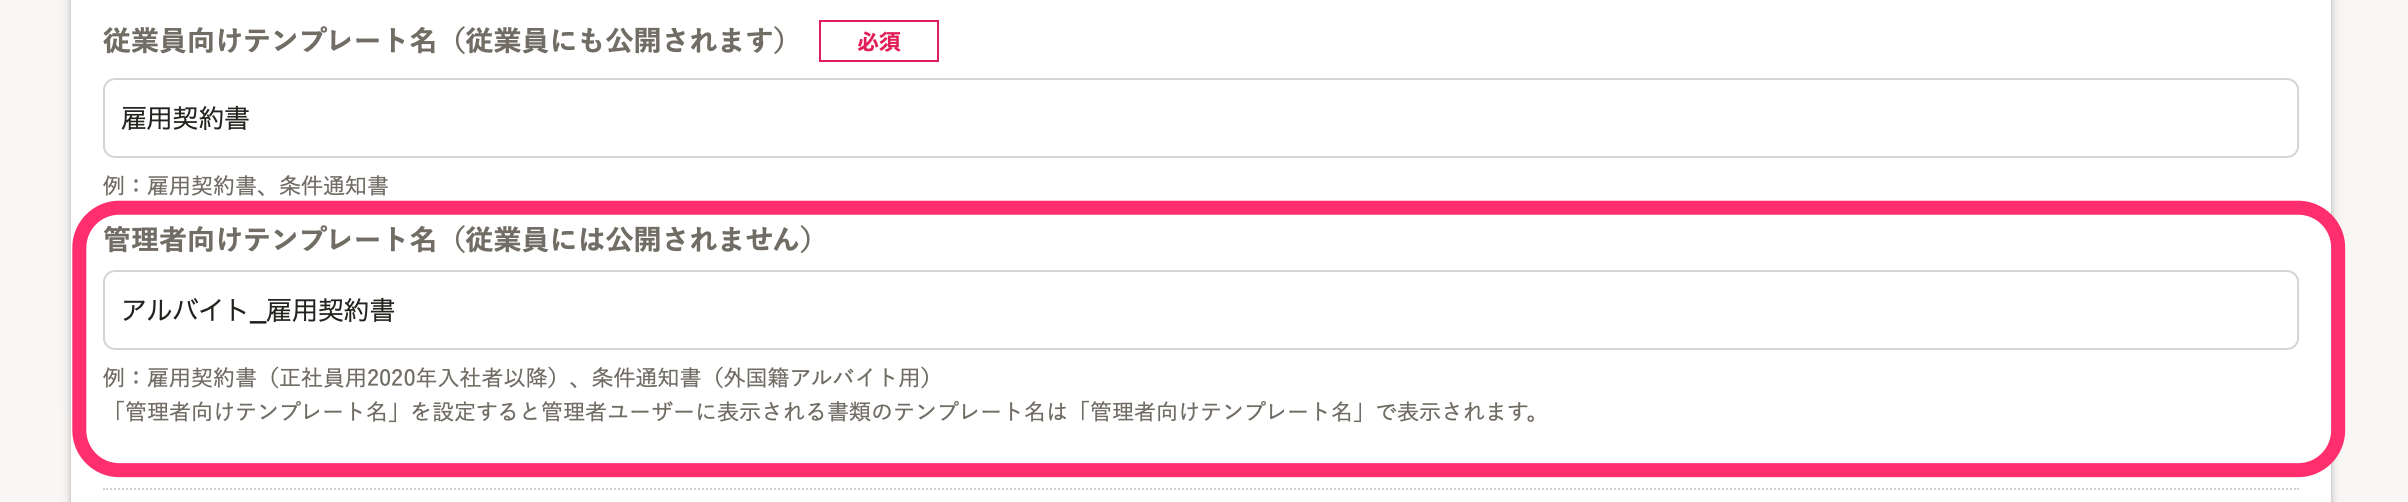 従業員向けテンプレート名（従業員にも公開されます） 必須
雇用契約書
例：雇用契約書、条件通知書
管理者向けテンプレート名（従業員には公開されません）
アルバイト_雇用契約書
例：雇用契約書（正社員用2020年入社者以降）、条件通知書（外国籍アルバイト用）
「管理者向けテンプレート名」を設定すると管理者ユーザーに表示される書類のテンプレート名は「管理者向けテンプレート名」で表示されます。